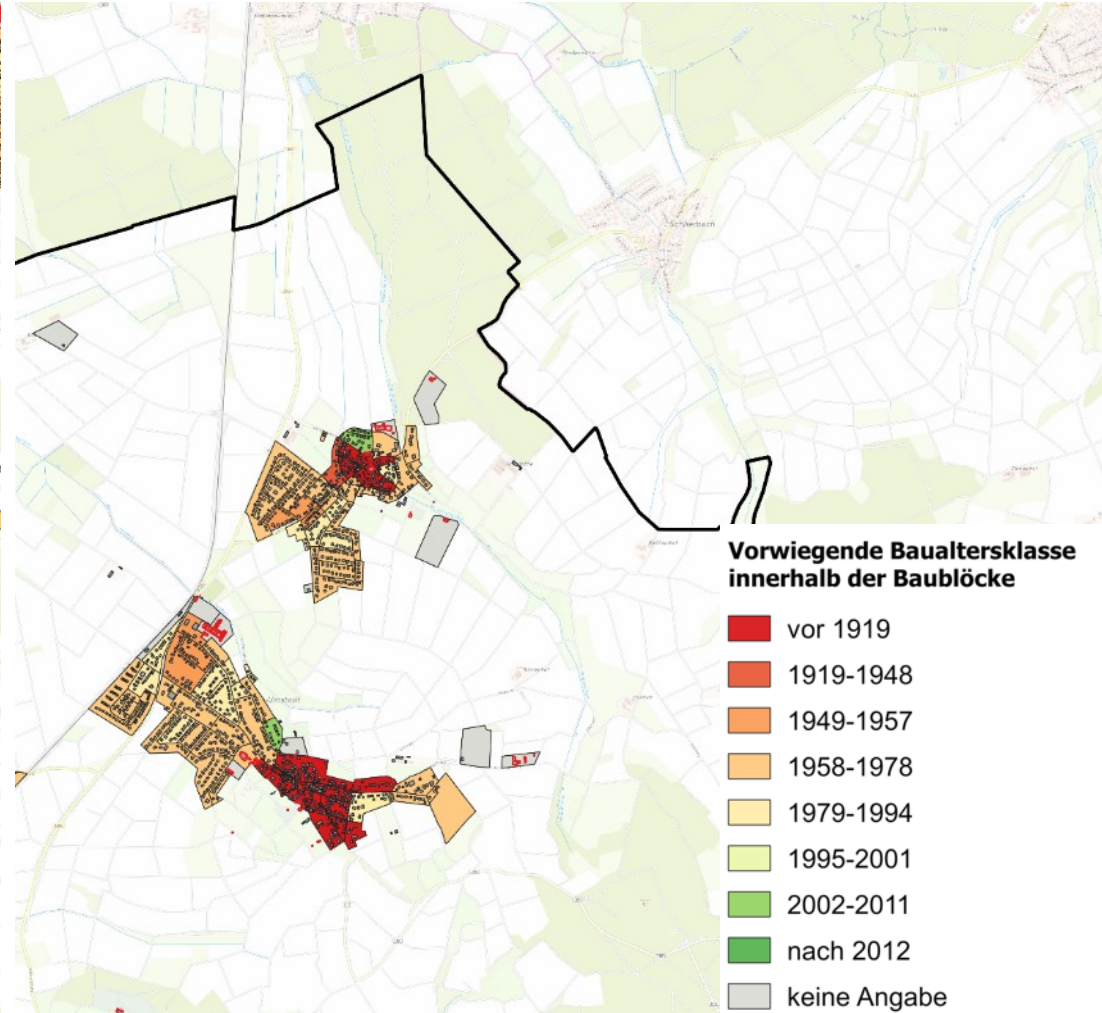 Vorwiegende Baualtersklasse
innerhalb der Baublöcke
vor 1919
1919-1948
1949-1957
1958-1978
1979-1994
1995-2001
2002-2011
nach 2012
keine Angabe